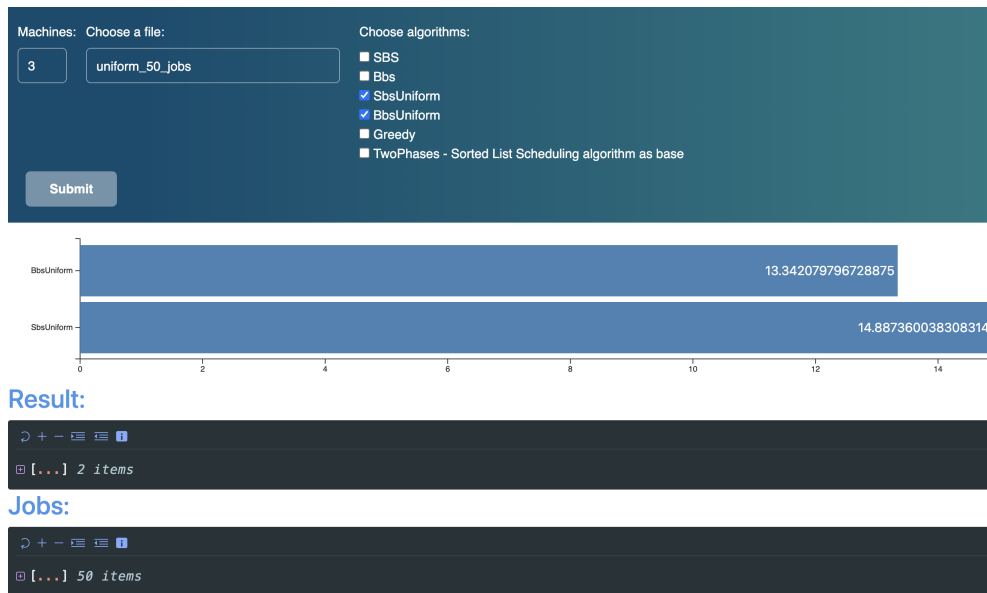 Machines: Choose a file: Choose algorithms:
3 uniform_50_jobs
SBS
Bbs
SbsUniform
BbsUniform
Greedy
TwoPhases - Sorted List Scheduling algorithm as base
Submit
BbsUniform 13.342079796728875
SbsUniform 14.887360038308314
0 2 4 6 8 10 12 14
Result:
[...] 2 items
Jobs:
[...] 50 items